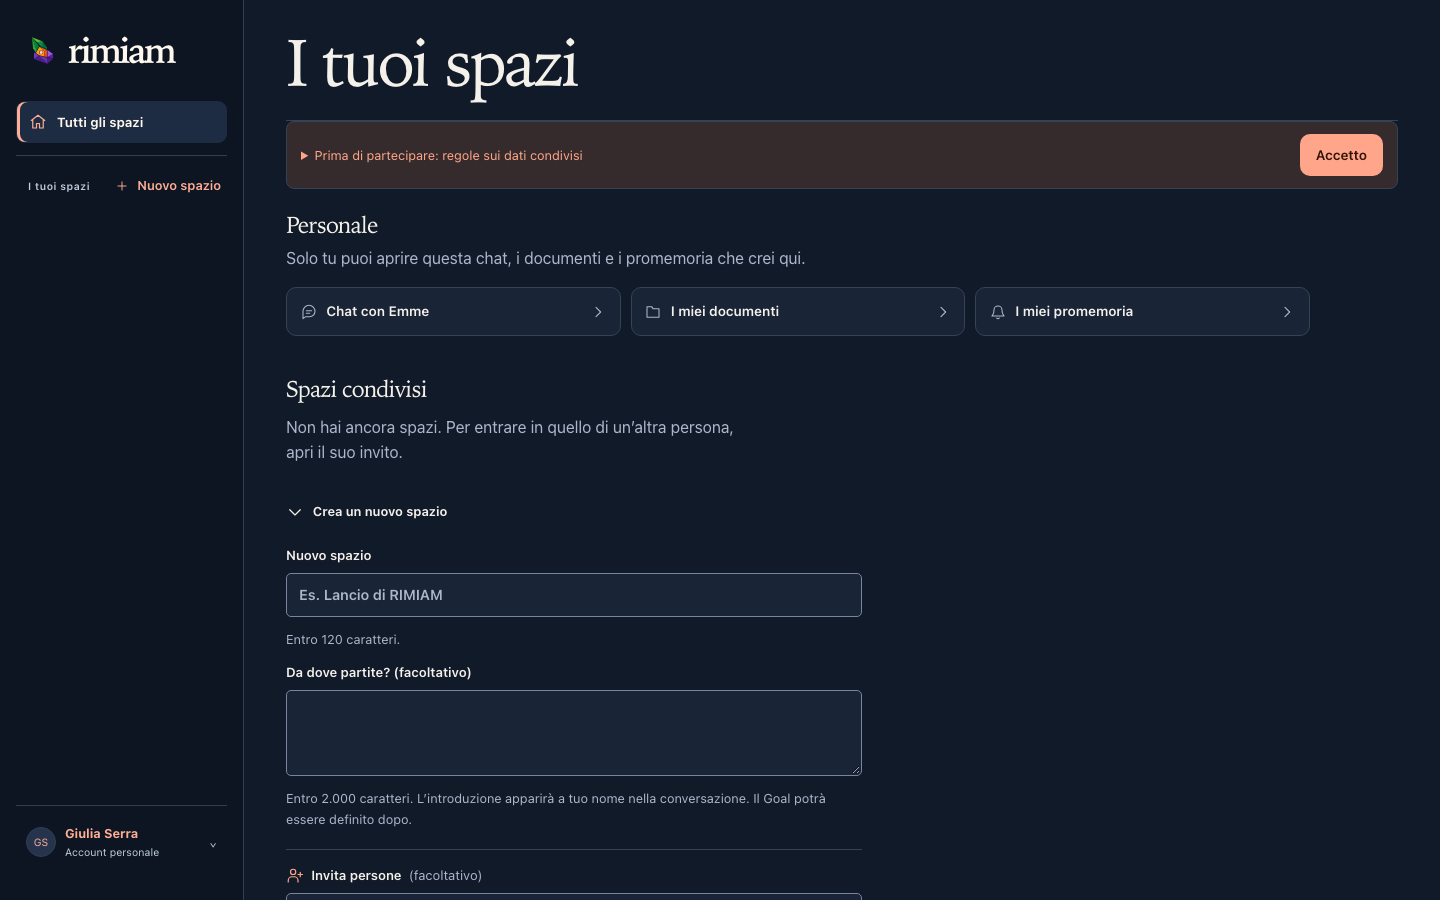 rimiam
Tutti gli spazi
I tuoi spazi
+ Nuovo spazio
GS
Giulia Serra
Account personale
I tuoi spazi
Prima di partecipare: regole sui dati condivisi
Accetto
Personale
Solo tu puoi aprire questa chat, i documenti e i promemoria che crei qui.
Chat con Emme
I miei documenti
I miei promemoria
Spazi condivisi
Non hai ancora spazi. Per entrare in quello di un’altra persona,
apri il suo invito.
Crea un nuovo spazio
Nuovo spazio
Es. Lancio di RIMIAM
Entro 120 caratteri.
Da dove partite? (facoltativo)
Entro 2.000 caratteri. L’introduzione apparirà a tuo nome nella conversazione. Il Goal potrà
essere definito dopo.
Invita persone (facoltativo)